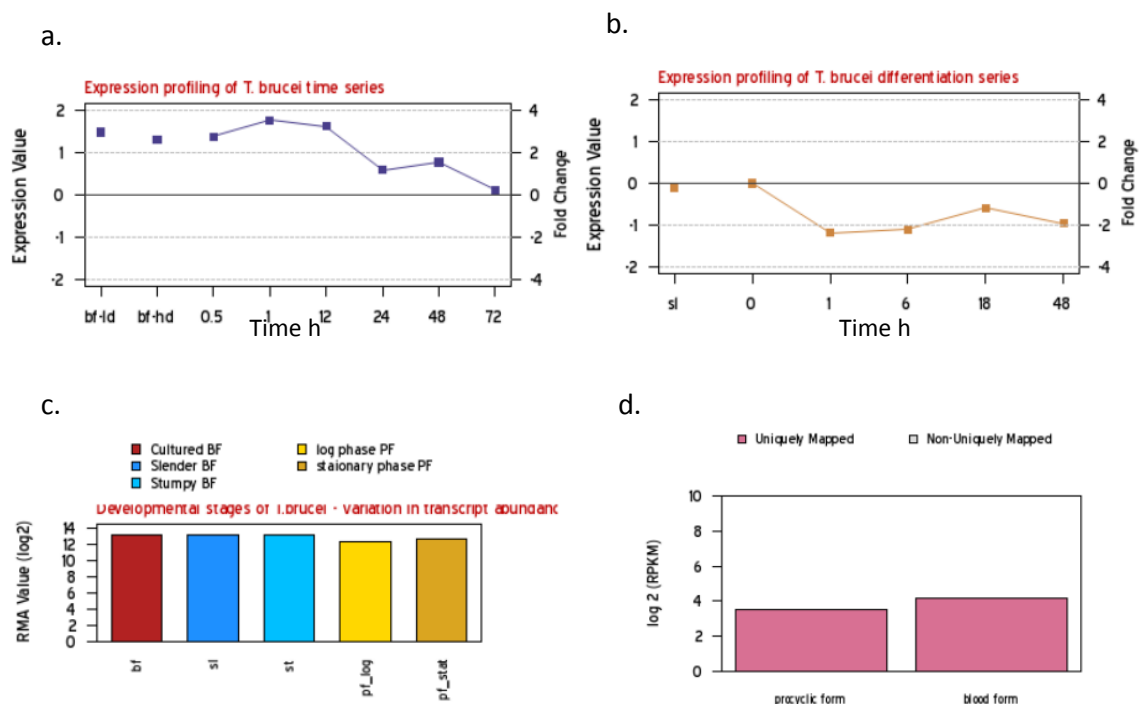 a.
Expression profiling of T. brucei time series
Expression Value
2
1
0
-1
-2
4
2
0
-2
-4
Fold Change
bf-ld bf-hd 0.5 1 12 24 48 72
Time h
b.
Expression profiling of T. brucei differentiation series
Expression Value
2
1
0
-1
-2
4
2
0
-2
-4
Fold Change
sl 0 1 6 18 48
Time h
c.
Cultured BF
Slender BF
Stumpy BF
log phase PF
staionary phase PF
Developmental stages of T.brucei - Variation in transcript abundanc
RMA Value (log2)
14
12
10
8
6
4
2
0
bf sl st pf_log pf_stat
d.
Uniquely Mapped Non-Uniquely Mapped
log 2 (RPKM)
10
8
6
4
2
0
procyclic form blood form